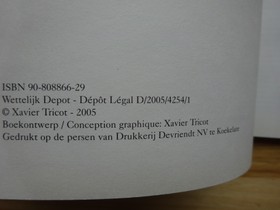 ISBN 90-808866-29
Wettelijk Depot - Dépôt Légal D/2005/4254/1
© Xavier Tricot - 2005
Boekontwerp / Conception graphique: Xavier Tricot
Gedrukt op de persen van Drukkerij Devriendt NV te Koekelare